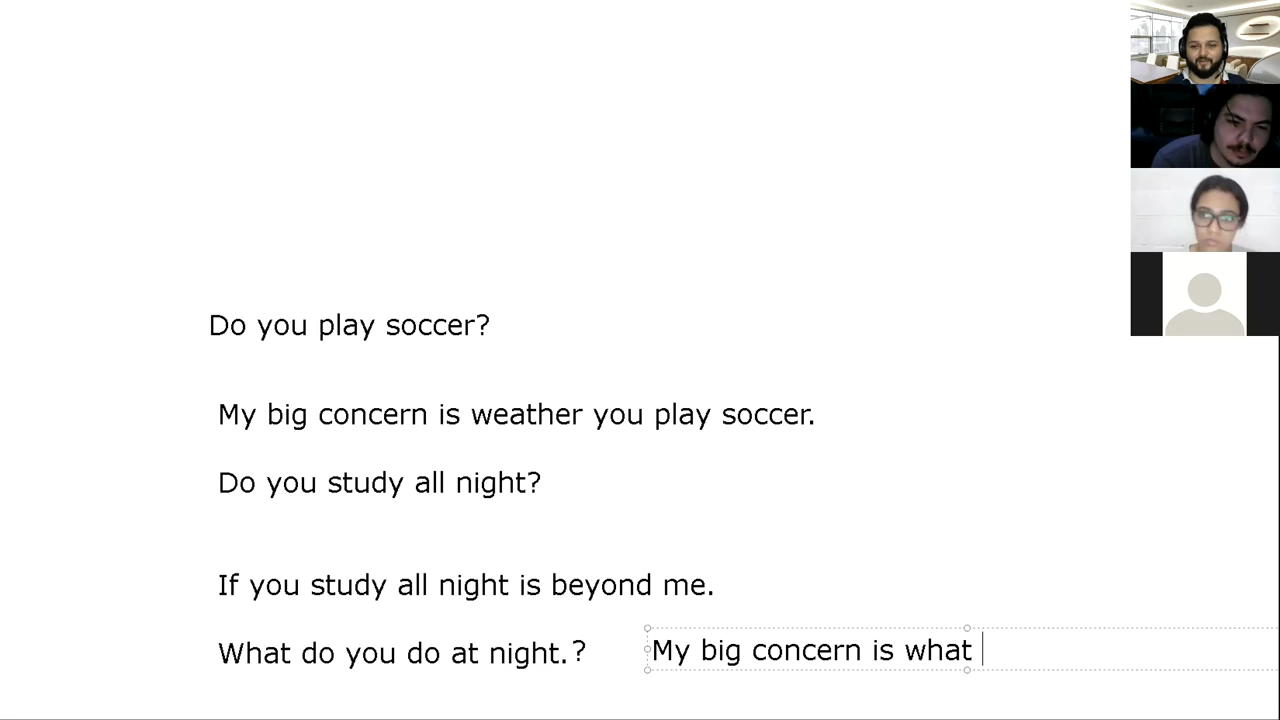 Do you play soccer?
My big concern is weather you play soccer.
Do you study all night?
If you study all night is beyond me.
What do you do at night.? My big concern is what